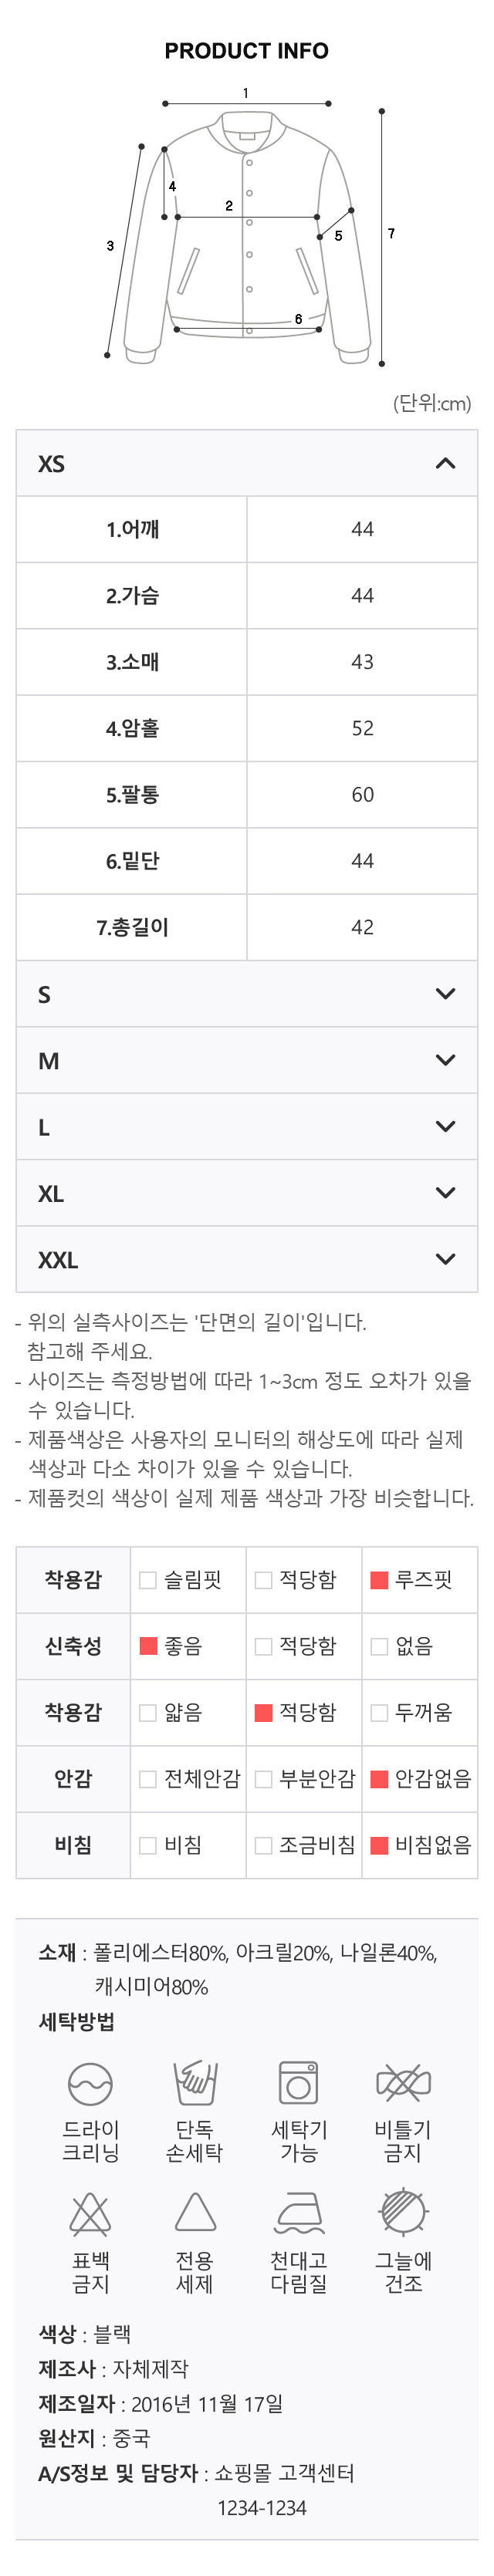 PRODUCT INFO
1
4
2
3
5
7
6
(단위:cm)
XS
1.어깨 44
2.가슴 44
3.소매 43
4.암홀 52
5.팔통 60
6.밑단 44
7.총길이 42
S
M
L
XL
XXL
- 위의 실측사이즈는 '단면의 길이'입니다.
참고해 주세요.
- 사이즈는 측정방법에 따라 1~3cm 정도 오차가 있을
수 있습니다.
- 제품색상은 사용자의 모니터의 해상도에 따라 실제
색상과 다소 차이가 있을 수 있습니다.
- 제품컷의 색상이 실제 제품 색상과 가장 비슷합니다.
착용감 슬림핏 적당함 루즈핏
신축성 좋음 적당함 없음
착용감 얇음 적당함 두꺼움
안감 전체안감 부분안감 안감없음
비침 비침 조금비침 비침없음
소재 : 폴리에스터80%, 아크릴20%, 나일론40%,
캐시미어80%
세탁방법
드라이 단독 세탁기 비틀기
크리닝 손세탁 가능 금지
표백 전용 천대고 그늘에
금지 세제 다림질 건조
색상 : 블랙
제조사 : 자체제작
제조일자 : 2016년 11월 17일
원산지 : 중국
A/S정보 및 담당자 : 쇼핑몰 고객센터
1234-1234